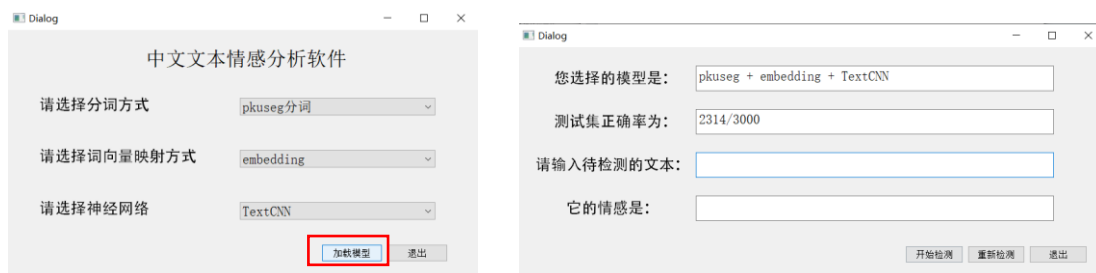 Dialog
中文文本情感分析软件
请选择分词方式
pkuseg分词
请选择词向量映射方式
embedding
请选择神经网络
TextCNN
加载模型
退出
Dialog
您选择的模型是：
pkuseg + embedding + TextCNN
测试集正确率为：
2314/3000
请输入待检测的文本：
它的情感是：
开始检测
重新检测
退出